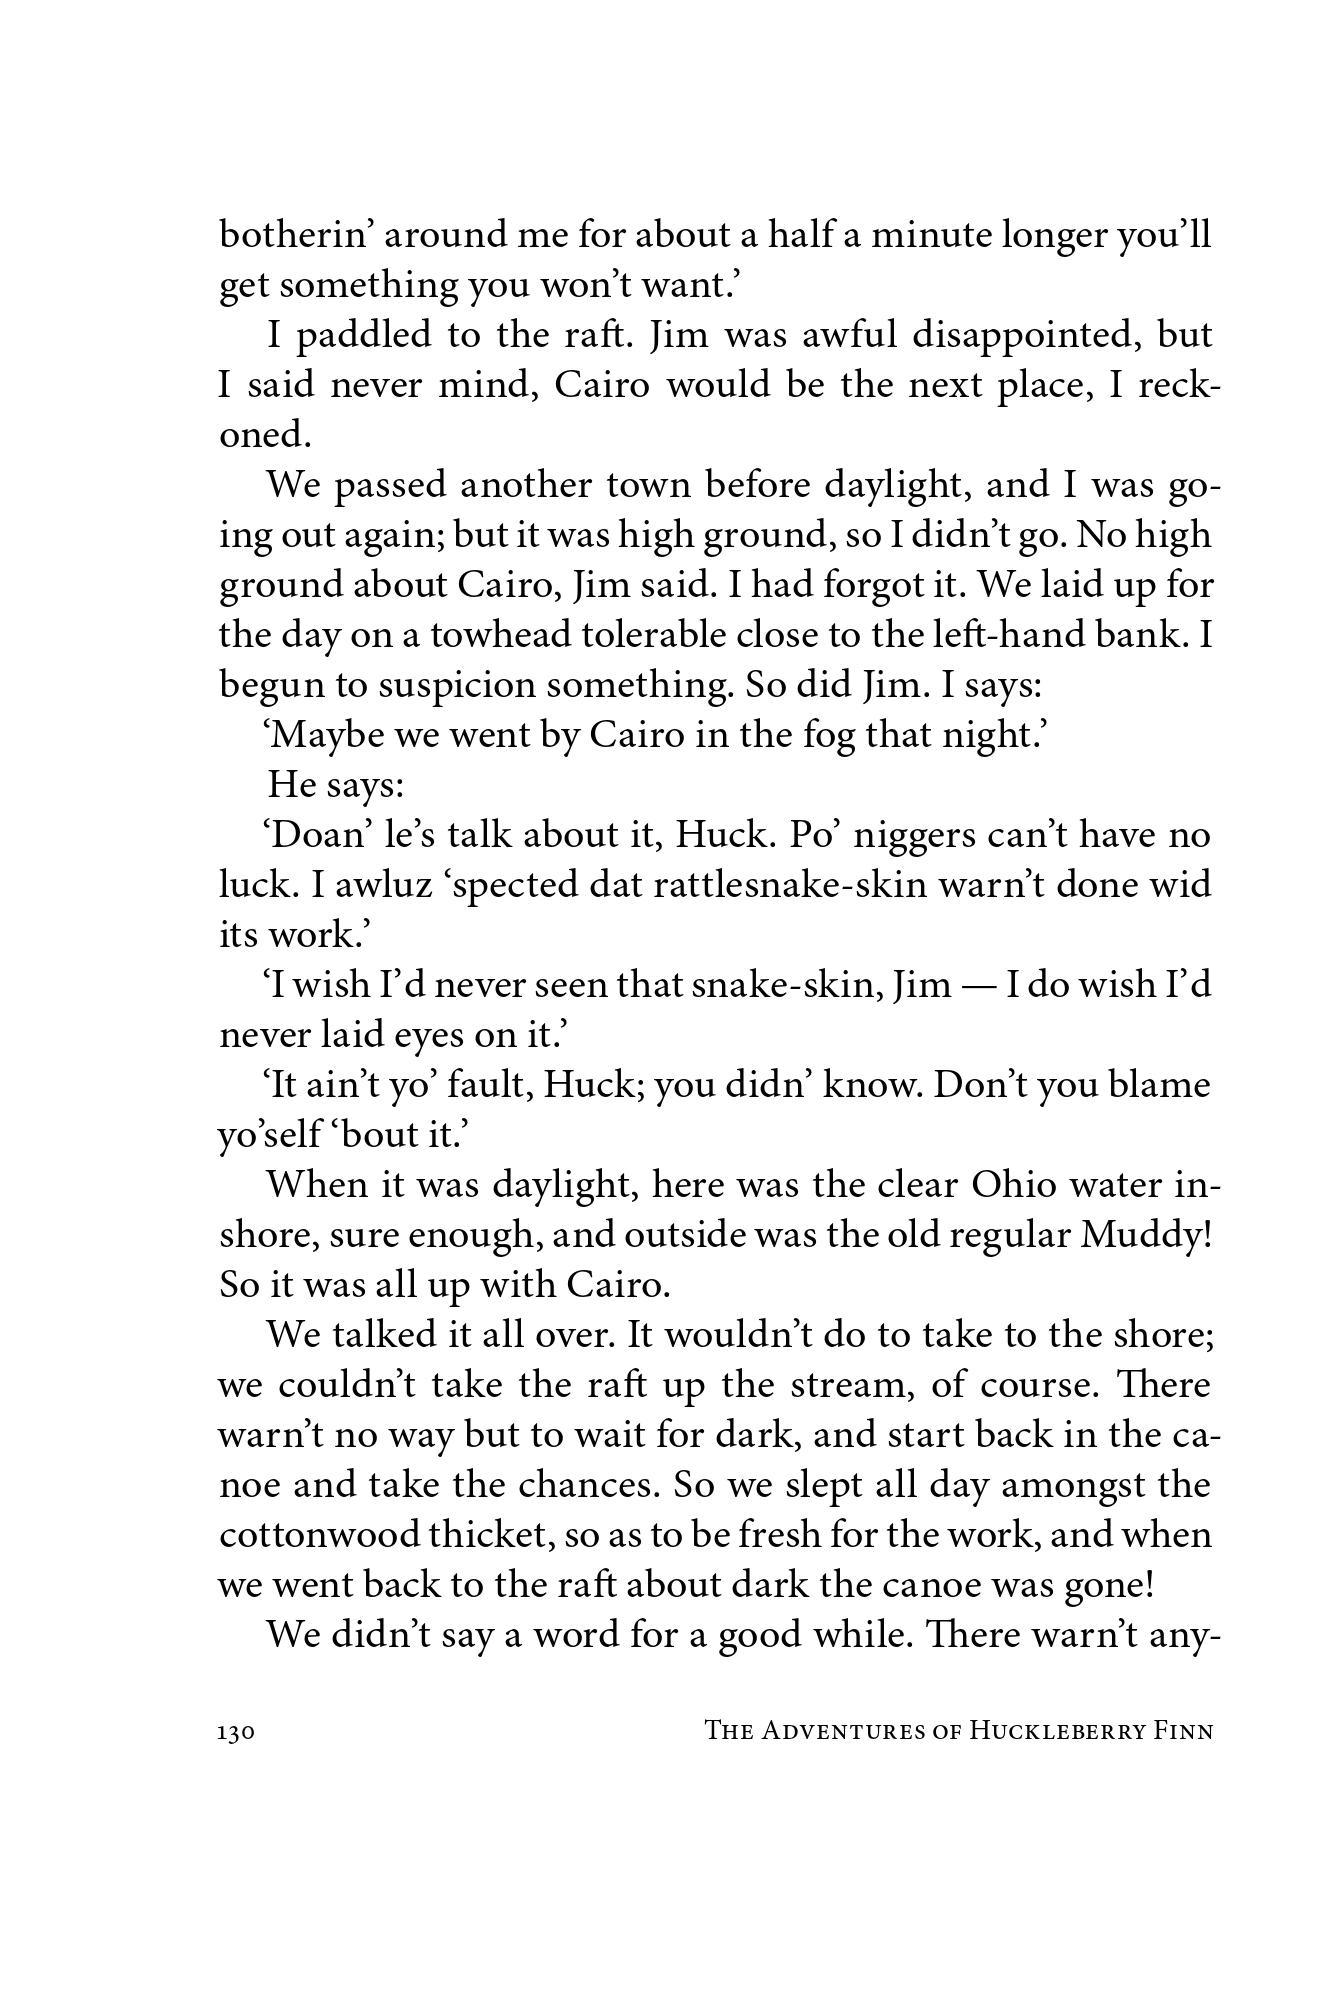 botherin’ around me for about a half a minute longer you’ll
get something you won’t want.’
I paddled to the raft. Jim was awful disappointed, but
I said never mind, Cairo would be the next place, I reck-
oned.
We passed another town before daylight, and I was go-
ing out again; but it was high ground, so I didn’t go. No high
ground about Cairo, Jim said. I had forgot it. We laid up for
the day on a towhead tolerable close to the left-hand bank. I
begun to suspicion something. So did Jim. I says:
‘Maybe we went by Cairo in the fog that night.’
He says:
‘Doan’ le’s talk about it, Huck. Po’ niggers can’t have no
luck. I awluz ‘spected dat rattlesnake-skin warn’t done wid
its work.’
‘I wish I’d never seen that snake-skin, Jim — I do wish I’d
never laid eyes on it.’
‘It ain’t yo’ fault, Huck; you didn’ know. Don’t you blame
yo’self ‘bout it.’
When it was daylight, here was the clear Ohio water in-
shore, sure enough, and outside was the old regular Muddy!
So it was all up with Cairo.
We talked it all over. It wouldn’t do to take to the shore;
we couldn’t take the raft up the stream, of course. There
warn’t no way but to wait for dark, and start back in the ca-
noe and take the chances. So we slept all day amongst the
cottonwood thicket, so as to be fresh for the work, and when
we went back to the raft about dark the canoe was gone!
We didn’t say a word for a good while. There warn’t any-
130 The Adventures of Huckleberry Finn